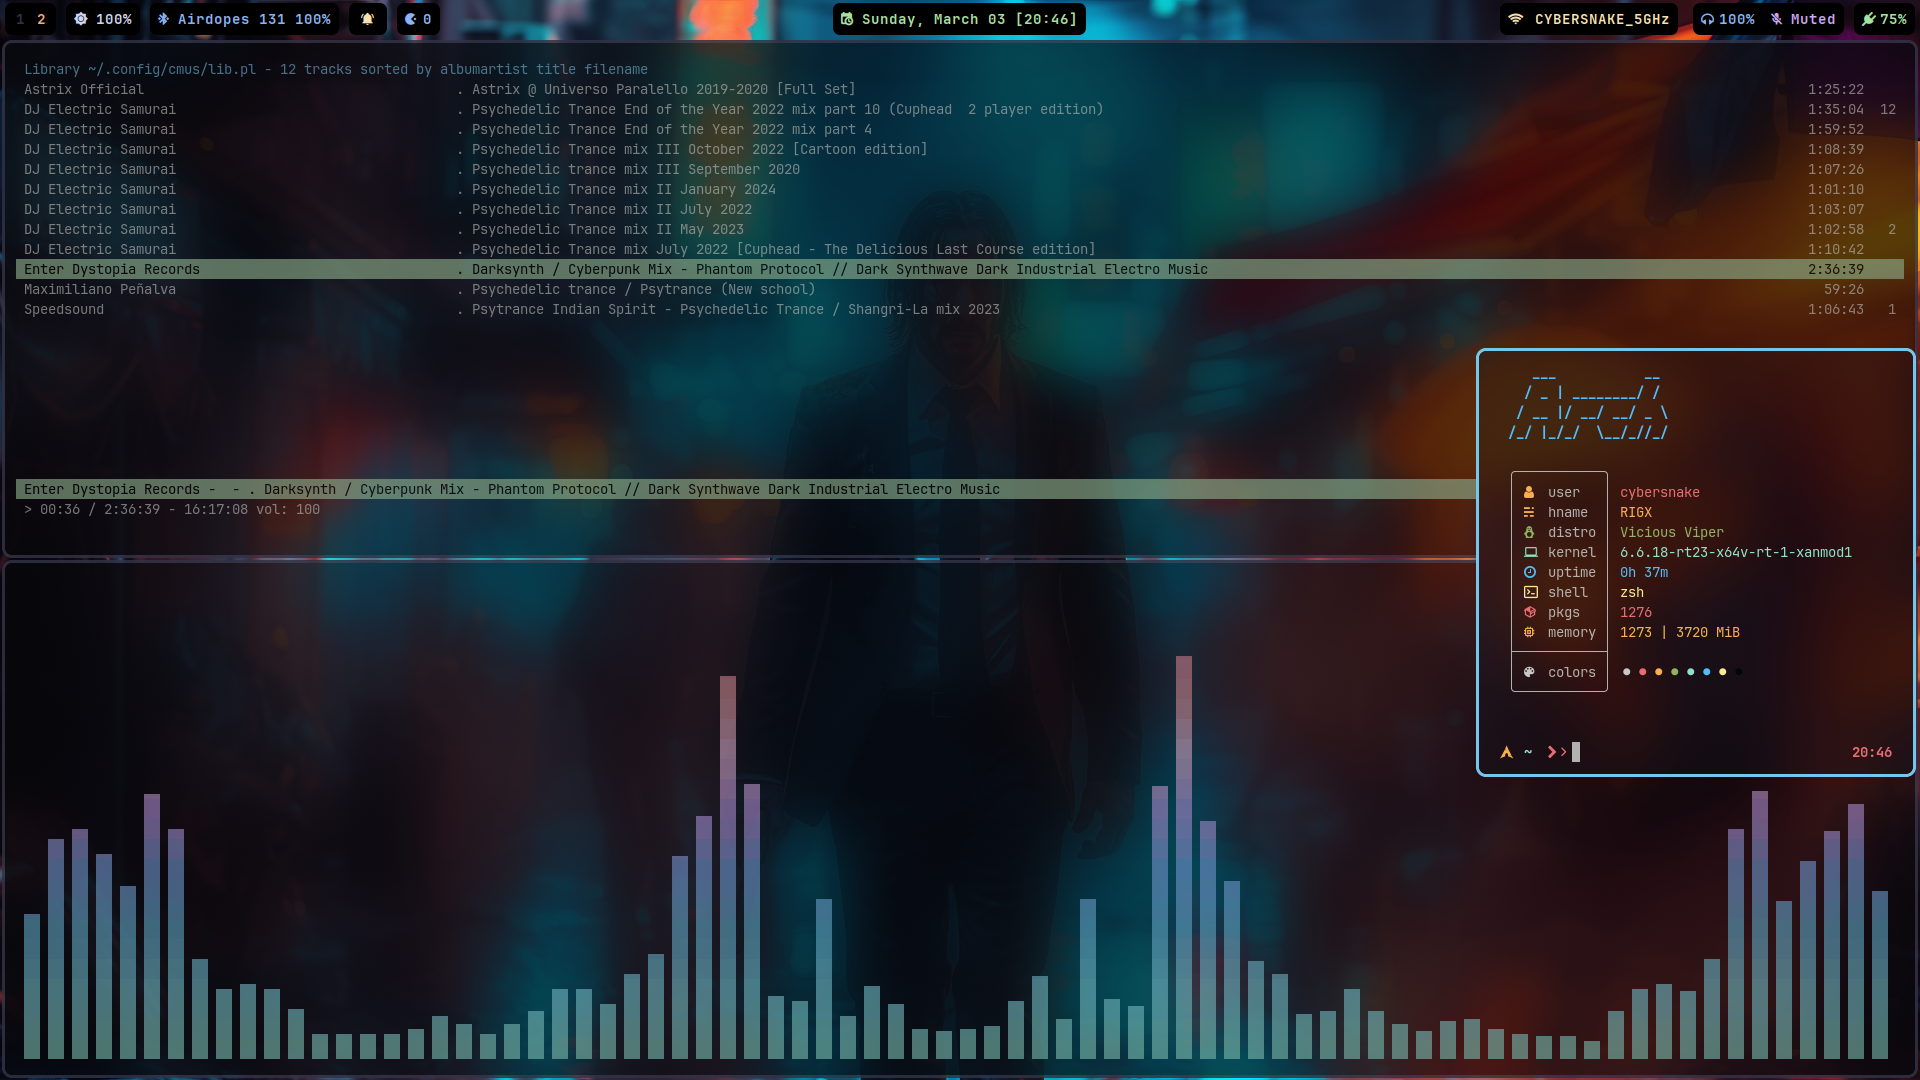 1 2 100% Airdopes 131 100% 0 Sunday, March 03 [20:46] CYBERSNAKE_5GHz 100% Muted 75%
Library ~/.config/cmus/lib.pl - 12 tracks sorted by albumartist title filename
Astrix Official . Astrix @ Universo Paralello 2019-2020 [Full Set] 1:25:22
DJ Electric Samurai . Psychedelic Trance End of the Year 2022 mix part 10 (Cuphead  2 player edition) 1:35:04 12
DJ Electric Samurai . Psychedelic Trance End of the Year 2022 mix part 4 1:59:52
DJ Electric Samurai . Psychedelic Trance mix III October 2022 [Cartoon edition] 1:08:39
DJ Electric Samurai . Psychedelic trance mix III September 2020 1:07:26
DJ Electric Samurai . Psychedelic trance mix II January 2024 1:01:10
DJ Electric Samurai . Psychedelic Trance mix II July 2022 1:03:07
DJ Electric Samurai . Psychedelic Trance mix II May 2023 1:02:58 2
DJ Electric Samurai . Psychedelic Trance mix July 2022 [Cuphead - The Delicious Last Course edition] 1:10:42
Enter Dystopia Records . Darksynth / Cyberpunk Mix - Phantom Protocol // Dark Synthwave Dark Industrial Electro Music 2:36:39
Maximiliano Peñalva . Psychedelic trance / Psytrance (New school) 59:26
Speedsound . Psytrance Indian Spirit - Psychedelic Trance / Shangri-La mix 2023 1:06:43 1
Enter Dystopia Records -  - . Darksynth / Cyberpunk Mix - Phantom Protocol // Dark Synthwave Dark Industrial Electro Music
> 00:36 / 2:36:39 - 16:17:08 vol: 100
Arch
user cybersnake
hname RIGX
distro Vicious Viper
kernel 6.6.18-rt23-x64v-rt-1-xanmod1
uptime 0h 37m
shell zsh
pkgs 1276
memory 1273 | 3720 MiB
colors
~ 20:46